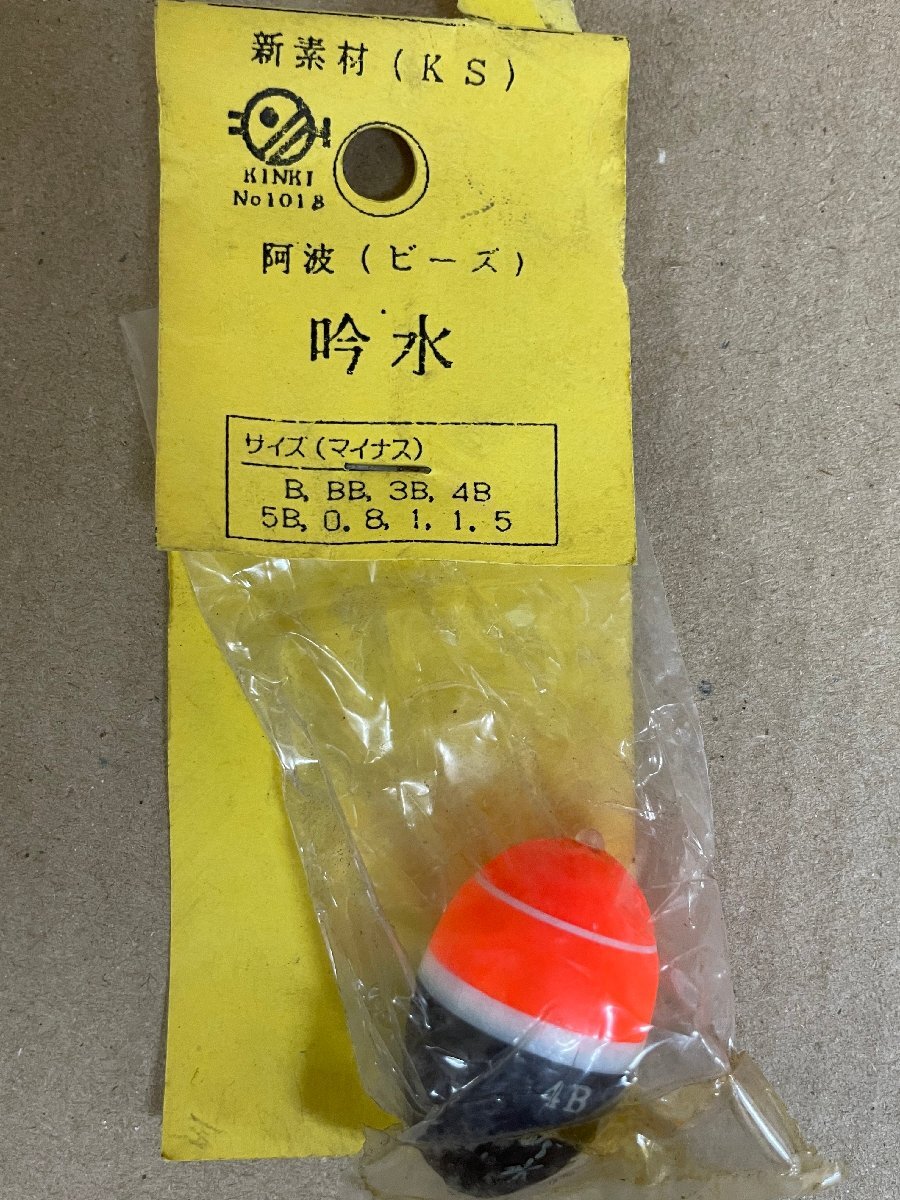 新素材(KS)
KINKI
No1018
阿波(ビーズ)
吟水
サイズ(マイナス)
B, BB, 3B, 4B
5B, 0.8, 1, 1.5
4B